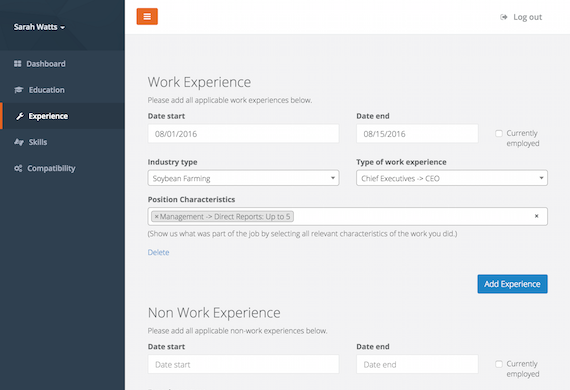 Sarah Watts
Log out
Dashboard
Education
Experience
Skills
Compatibility
Work Experience
Please add all applicable work experiences below.
Date start
Date end
08/01/2016
08/15/2016
Currently
employed
Industry type
Type of work experience
Soybean Farming
Chief Executives -> CEO
Position Characteristics
×Management -> Direct Reports: Up to 5
×
(Show us what was part of the job by selecting all relevant characteristics of the work you did.)
Delete
Add Experience
Non Work Experience
Please add all applicable non-work experiences below.
Date start
Date end
Date start
Date end
Currently
employed